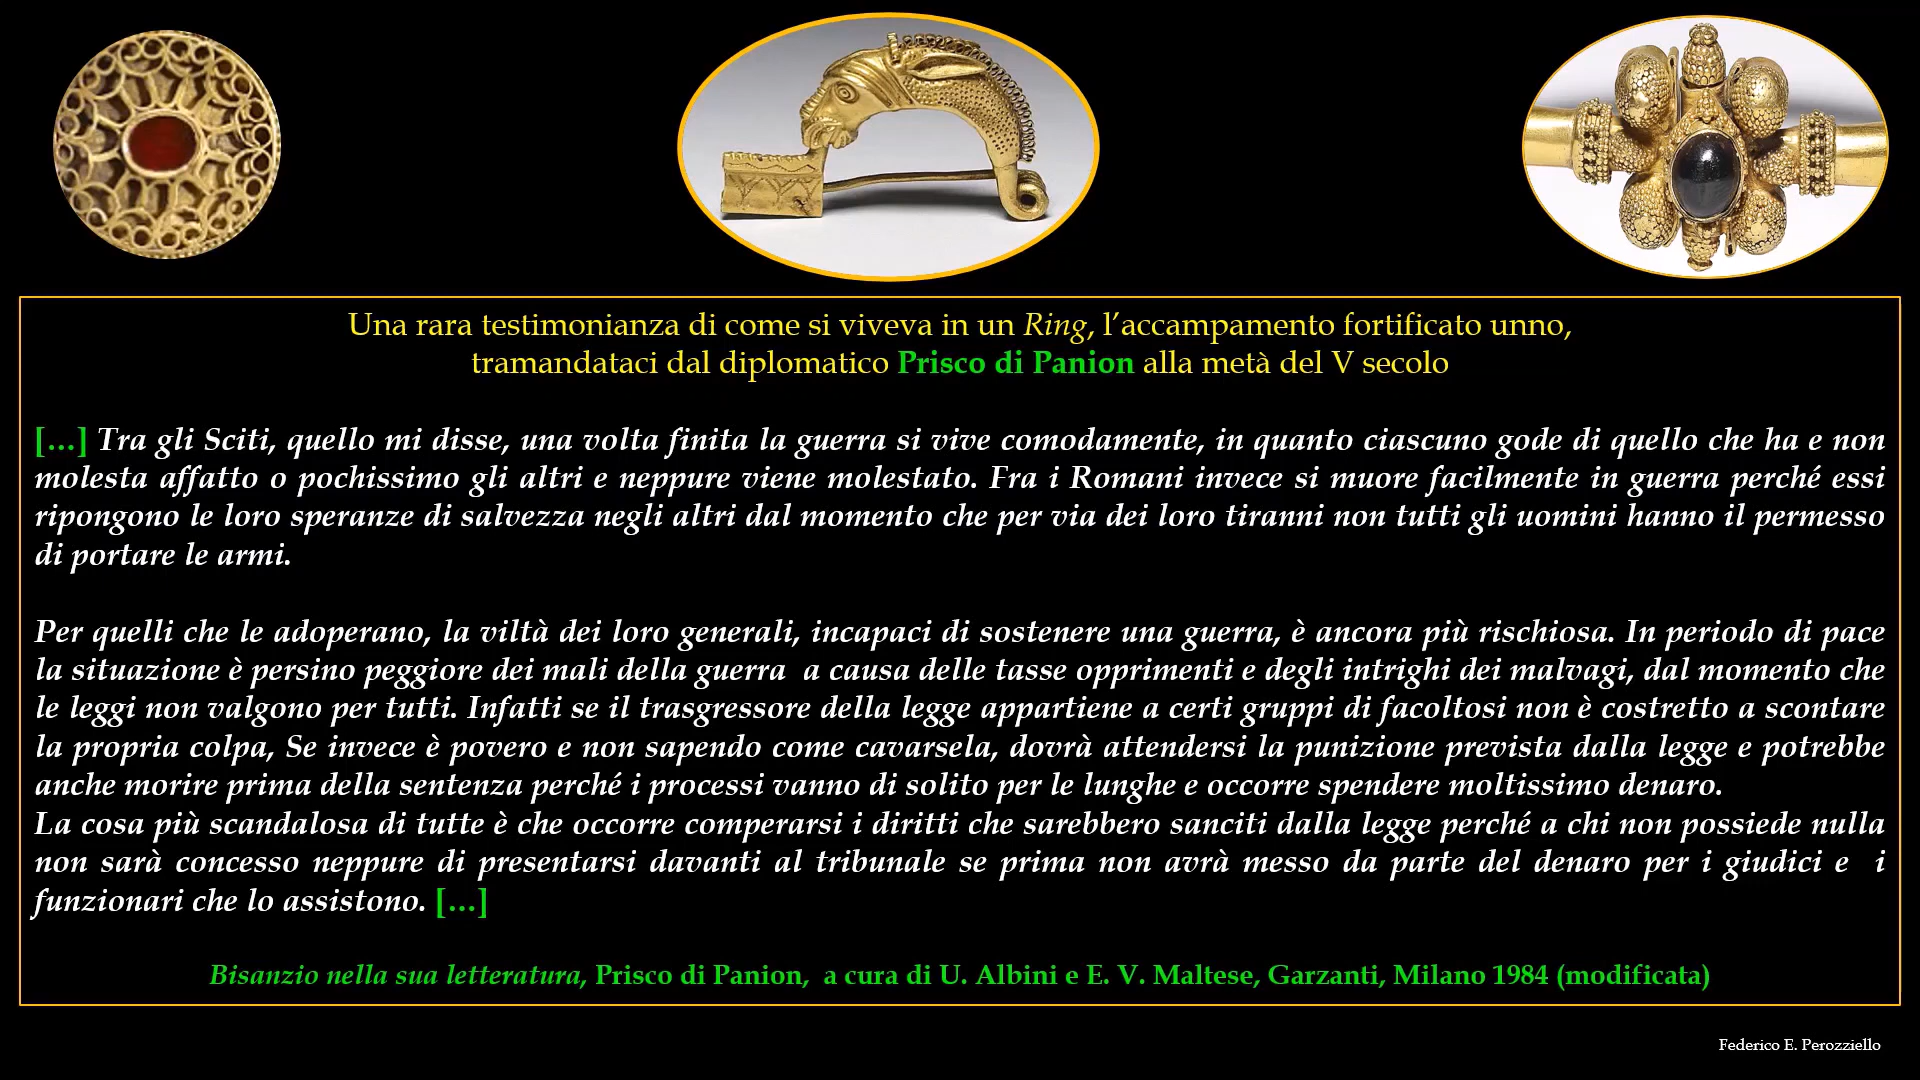 Una rara testimonianza di come si viveva in un Ring, l’accampamento fortificato unno,
tramandataci dal diplomatico Prisco di Panion alla metà del V secolo
[…] Tra gli Sciti, quello mi disse, una volta finita la guerra si vive comodamente, in quanto ciascuno gode di quello che ha e non
molesta affatto o pochissimo gli altri e neppure viene molestato. Fra i Romani invece si muore facilmente in guerra perché essi
ripongono le loro speranze di salvezza negli altri dal momento che per via dei loro tiranni non tutti gli uomini hanno il permesso
di portare le armi.
Per quelli che le adoperano, la viltà dei loro generali, incapaci di sostenere una guerra, è ancora più rischiosa. In periodo di pace
la situazione è persino peggiore dei mali della guerra  a causa delle tasse opprimenti e degli intrighi dei malvagi, dal momento che
le leggi non valgono per tutti. Infatti se il trasgressore della legge appartiene a certi gruppi di facoltosi non è costretto a scontare
la propria colpa, Se invece è povero e non sapendo come cavarsela, dovrà attendersi la punizione prevista dalla legge e potrebbe
anche morire prima della sentenza perché i processi vanno di solito per le lunghe e occorre spendere moltissimo denaro.
La cosa più scandalosa di tutte è che occorre comperarsi i diritti che sarebbero sanciti dalla legge perché a chi non possiede nulla
non sarà concesso neppure di presentarsi davanti al tribunale se prima non avrà messo da parte del denaro per i giudici e  i
funzionari che lo assistono. […]
Bisanzio nella sua letteratura, Prisco di Panion,  a cura di U. Albini e E. V. Maltese, Garzanti, Milano 1984 (modificata)
Federico E. Perozziello